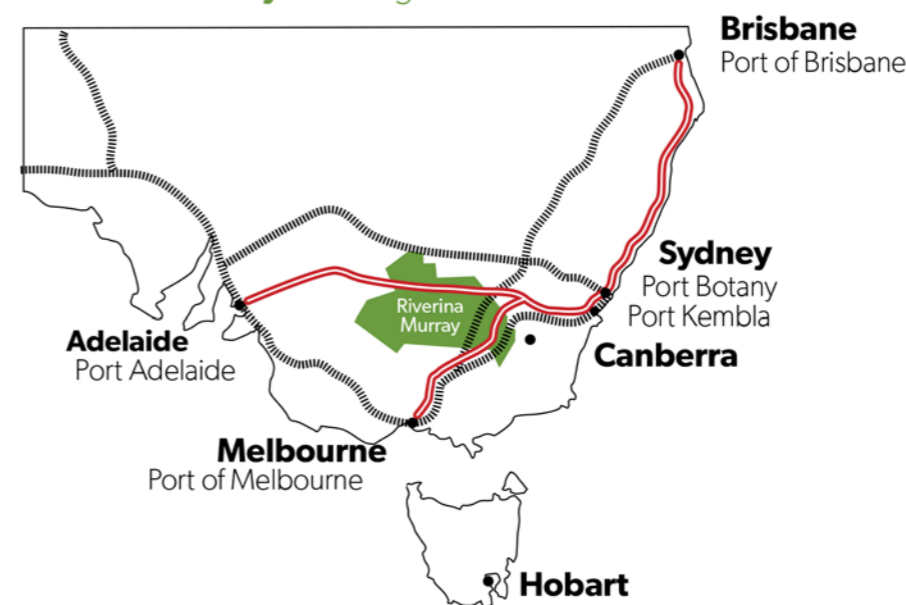 Brisbane
Port of Brisbane
Sydney
Port Botany
Port Kembla
Riverina
Murray
Canberra
Adelaide
Port Adelaide
Melbourne
Port of Melbourne
Hobart